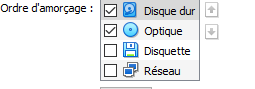 Ordre d'amorçage : Disque dur
Optique
Disquette
Réseau